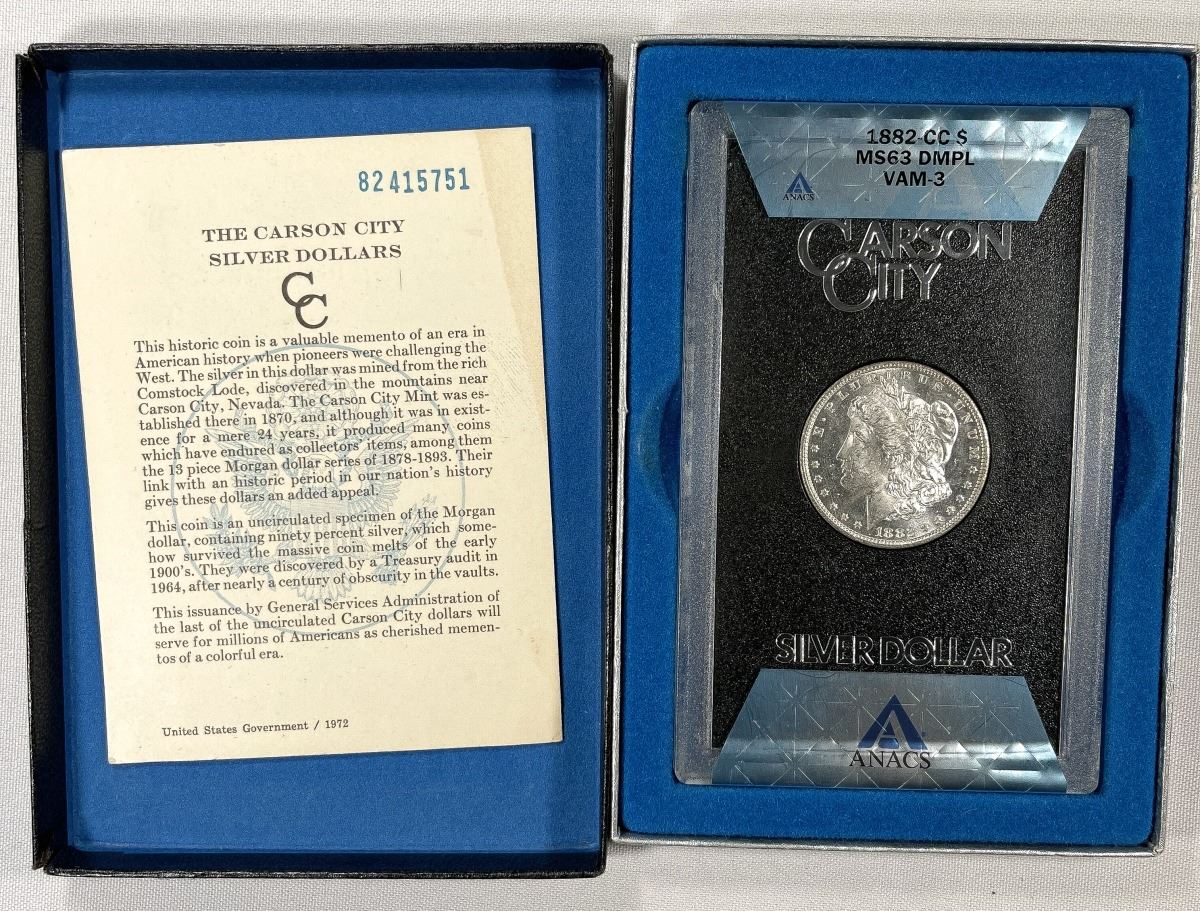 82415751
THE CARSON CITY
SILVER DOLLARS
CC
This historic coin is a valuable memento of an era in
American history when pioneers were challenging the
West. The silver in this dollar was mined from the rich
Comstock Lode, discovered in the mountains near
Carson City, Nevada. The Carson City Mint was es-
tablished there in 1870, and although it was in exist-
ence for a mere 24 years, it produced many coins
which have endured as collectors' items, among them
the 13 piece Morgan dollar series of 1878-1893. Their
link with an historic period in our nation's history
gives these dollars an added appeal.
This coin is an uncirculated specimen of the Morgan
dollar, containing ninety percent silver, which some-
how survived the massive coin melts of the early
1900's. They were discovered by a Treasury audit in
1964, after nearly a century of obscurity in the vaults.
This issuance by General Services Administration of
the last of the uncirculated Carson City dollars will
serve for millions of Americans as cherished memen-
tos of a colorful era.
United States Government / 1972
1882-CC $
MS63 DMPL
VAM-3
ANACS
CARSON
CITY
E PLURIBUS UNUM
1882
SILVER DOLLAR
ANACS